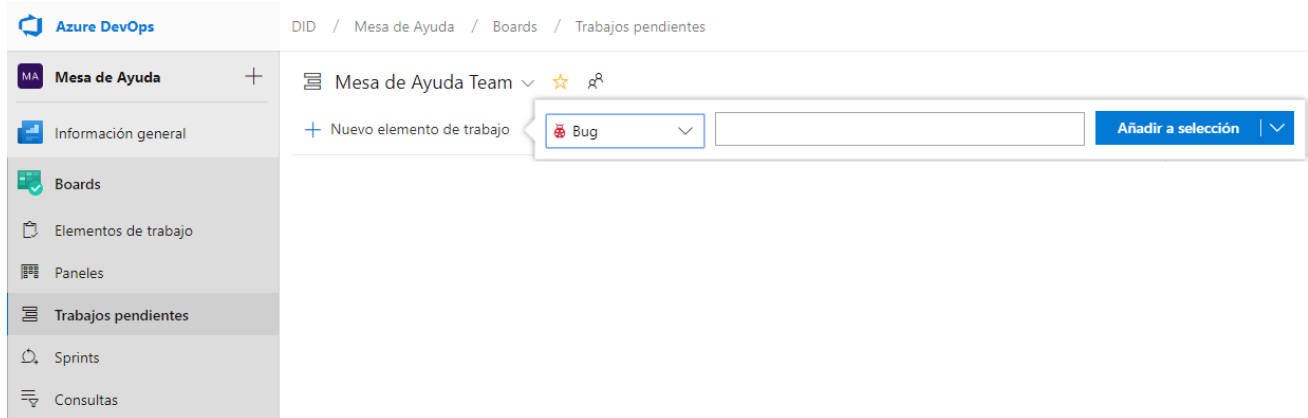 Azure DevOps
DID / Mesa de Ayuda / Boards / Trabajos pendientes
MA Mesa de Ayuda
Mesa de Ayuda Team
Nuevo elemento de trabajo
Bug
Añadir a selección
Información general
Boards
Elementos de trabajo
Paneles
Trabajos pendientes
Sprints
Consultas